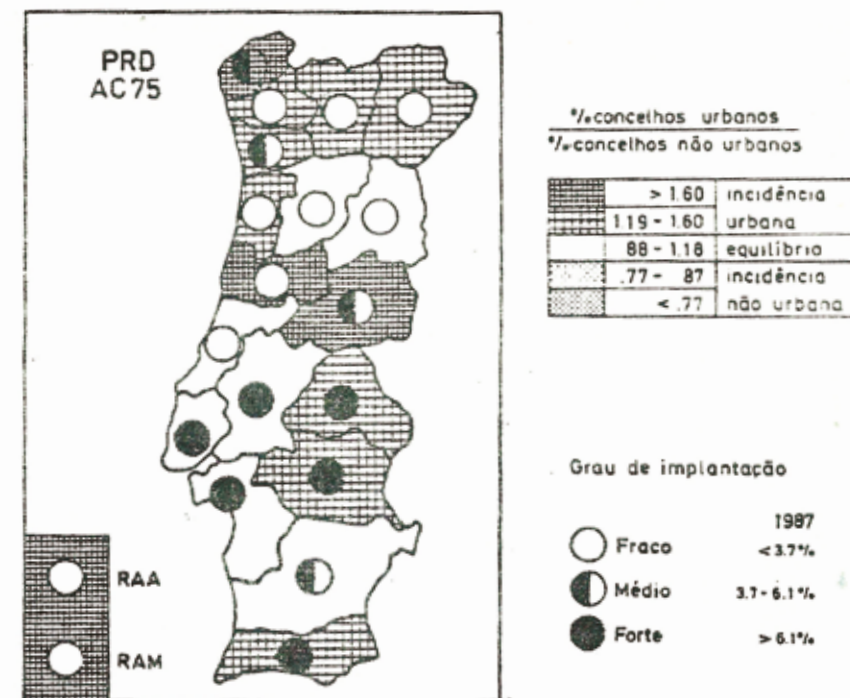 PRD
AC75
RAA
RAM
%concelhos urbanos
%concelhos não urbanos
> 1.60 incidência
1.19 - 1.60 urbana
88 - 1.18 equilíbrio
.77 - 87 incidência
< .77 não urbana
Grau de implantação
1987
Fraco <3.7%
Médio 3.7 - 6.1%
Forte > 6.1%